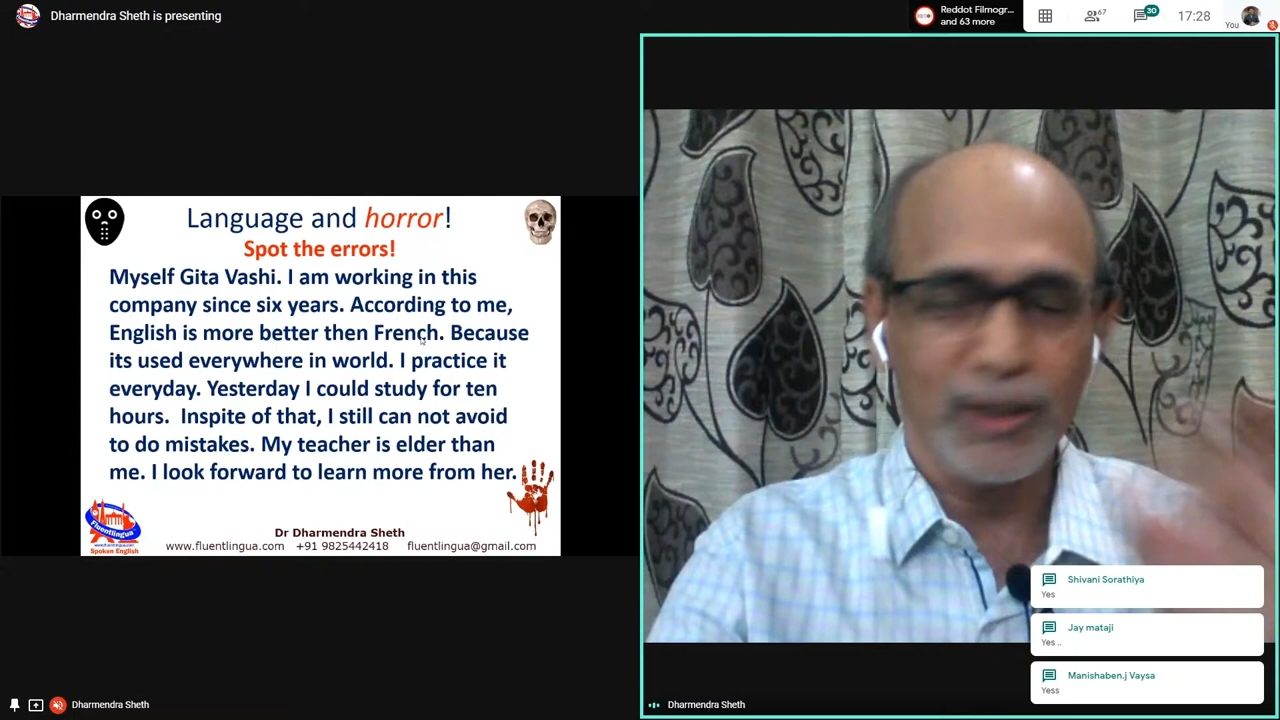 Dharmendra Sheth is presenting
Reddot Filmogr...
and 63 more
67
30
17:28
You
Language and horror!
Spot the errors!
Myself Gita Vashi. I am working in this
company since six years. According to me,
English is more better then French. Because
its used everywhere in world. I practice it
everyday. Yesterday I could study for ten
hours. Inspite of that, I still can not avoid
to do mistakes. My teacher is elder than
me. I look forward to learn more from her.
Fluentlingua
www.fluentlingua.com
Spoken English
Dr Dharmendra Sheth
www.fluentlingua.com +91 9825442418 fluentlingua@gmail.com
Shivani Sorathiya
Yes
Jay mataji
Yes ..
Manishaben.j Vaysa
Yess
Dharmendra Sheth
Dharmendra Sheth